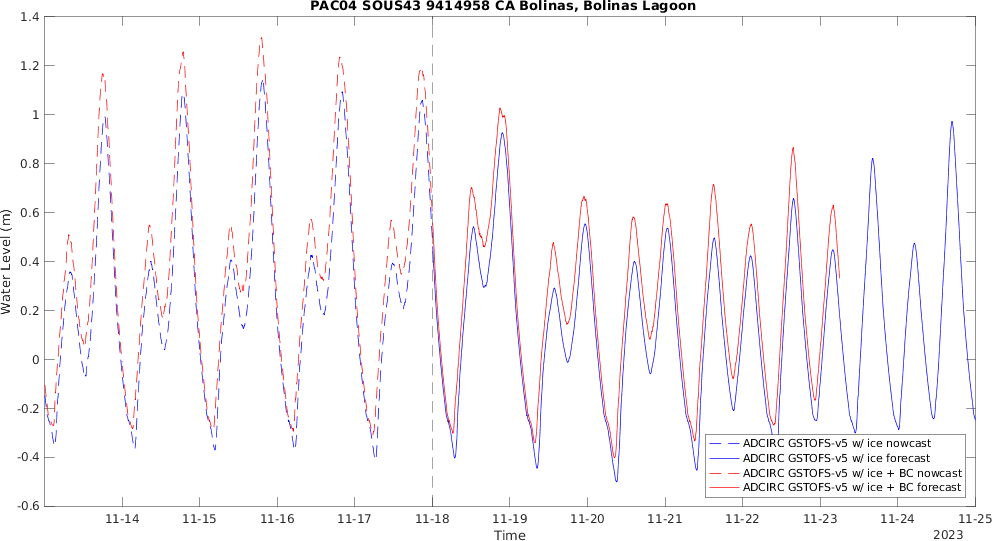 PAC04 SOUS43 9414958 CA Bolinas, Bolinas Lagoon
1.4
1.2
1
0.8
0.6
0.4
0.2
0
-0.2
-0.4
-0.6
Water Level (m)
ADCIRC GSTOFS-v5 w/ ice nowcast
ADCIRC GSTOFS-v5 w/ ice forecast
ADCIRC GSTOFS-v5 w/ ice + BC nowcast
ADCIRC GSTOFS-v5 w/ ice + BC forecast
11-14 11-15 11-16 11-17 11-18 11-19 11-20 11-21 11-22 11-23 11-24 11-25
Time
2023